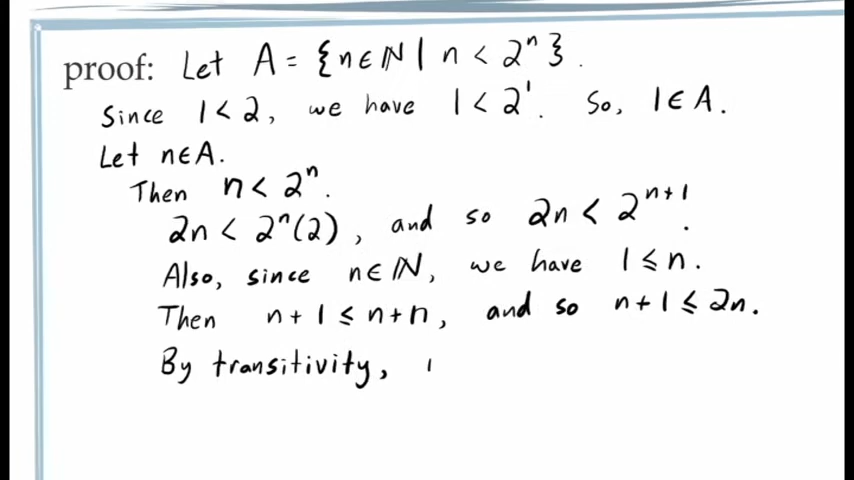 proof: Let A = {n ∈ ℕ | n < 2ⁿ}.
Since 1 < 2, we have 1 < 2¹. So, 1 ∈ A.
Let n ∈ A.
Then n < 2ⁿ.
2n < 2ⁿ(2), and so 2n < 2ⁿ⁺¹.
Also, since n ∈ ℕ, we have 1 ≤ n.
Then n + 1 ≤ n + n, and so n + 1 ≤ 2n.
By transitivity,